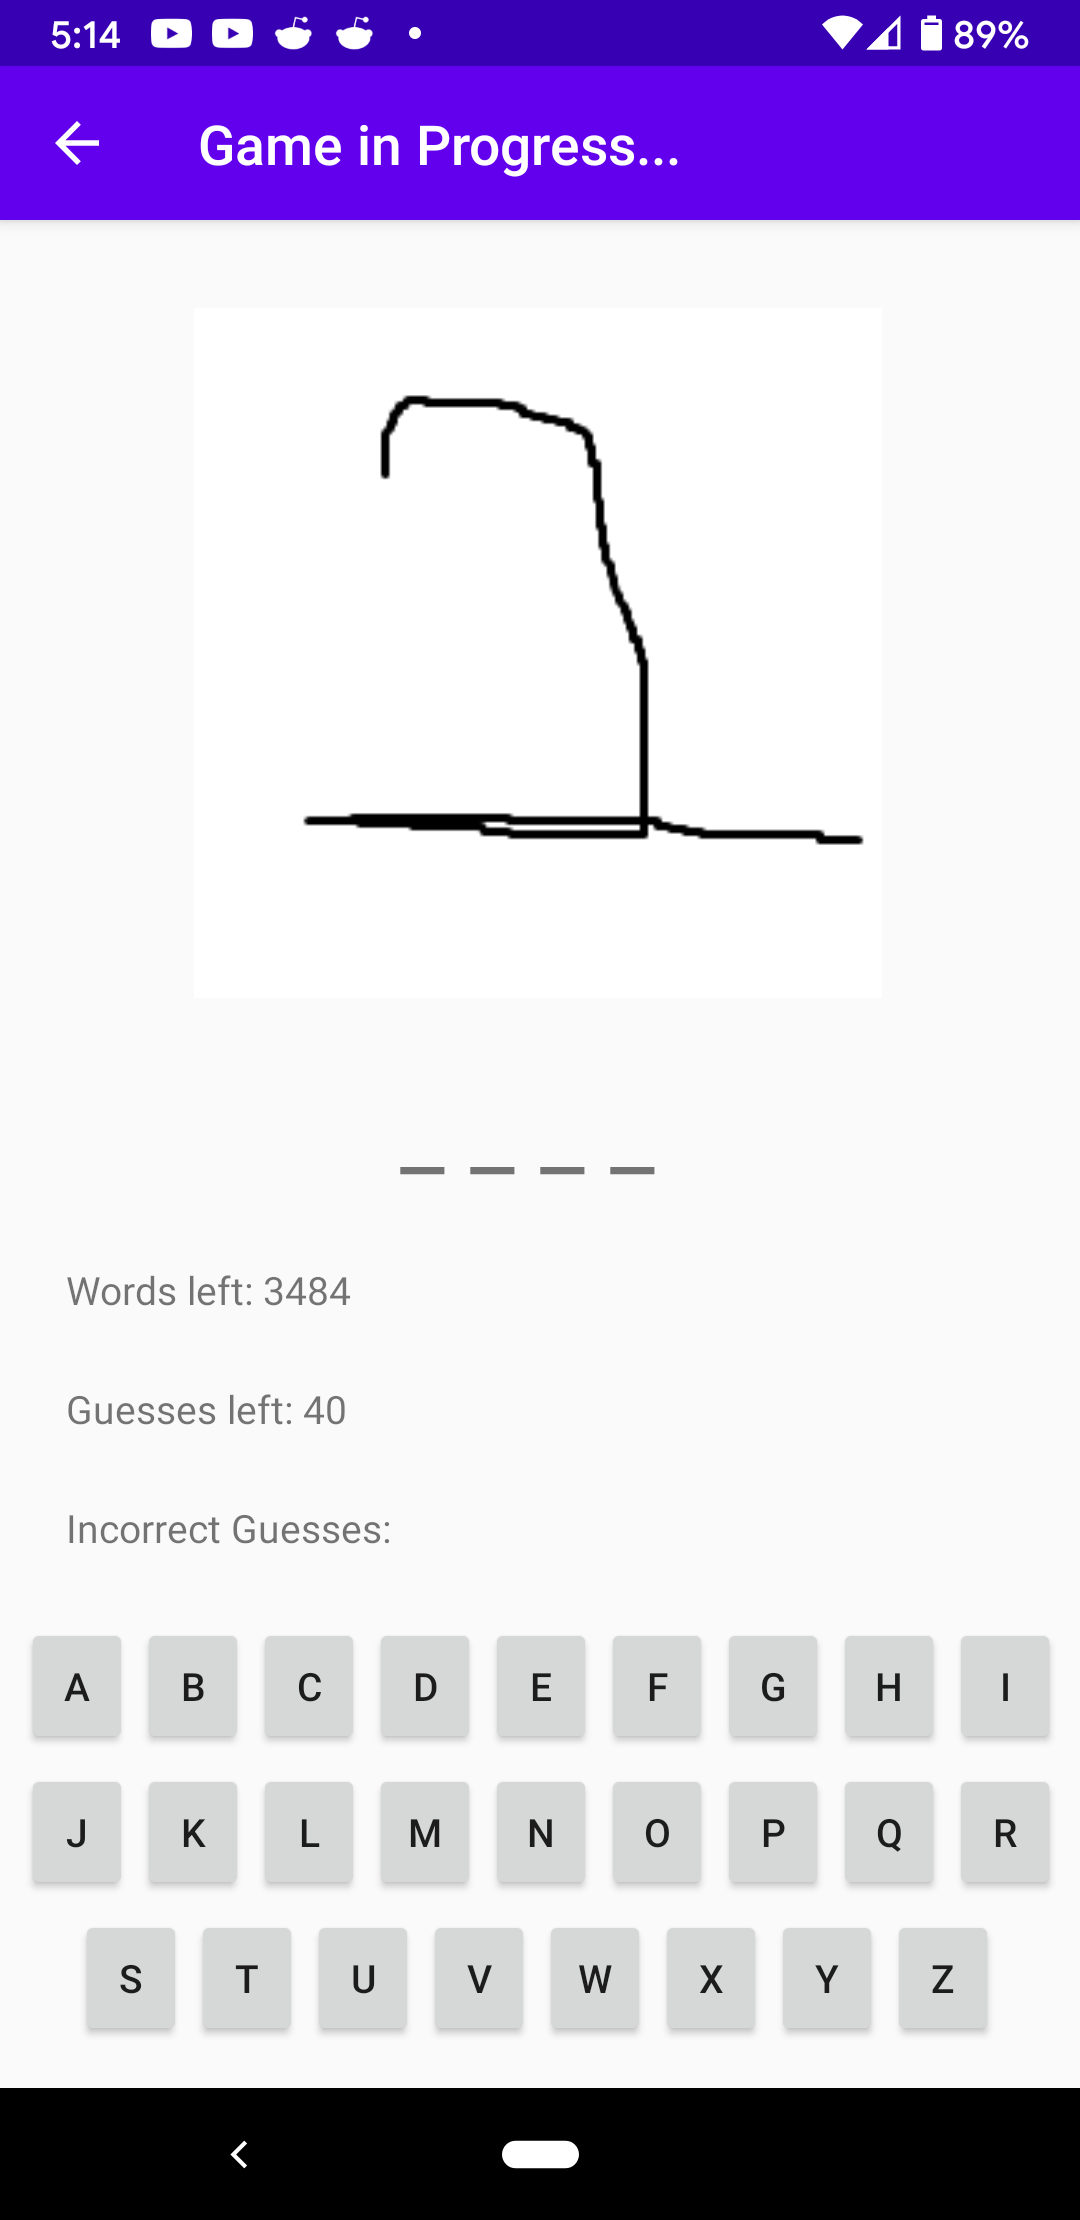 5:14 89%
Game in Progress...
_ _ _ _
Words left: 3484
Guesses left: 40
Incorrect Guesses:
A B C D E F G H I
J K L M N O P Q R
S T U V W X Y Z